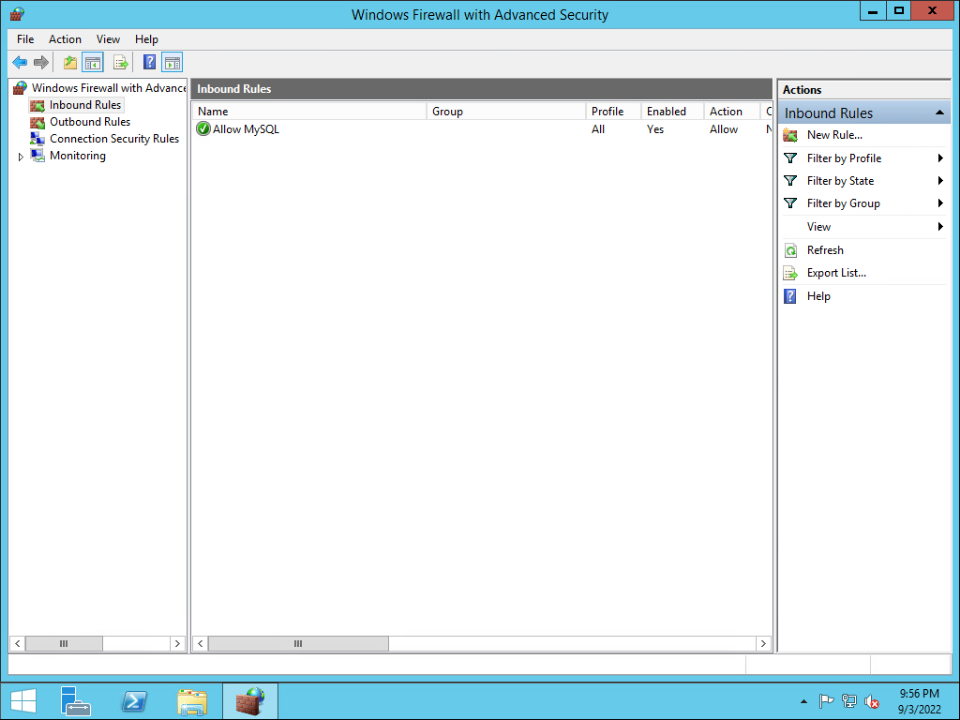 Windows Firewall with Advanced Security
File Action View Help
Windows Firewall with Advance
Inbound Rules
Outbound Rules
Connection Security Rules
Monitoring
Inbound Rules
Name Group Profile Enabled Action
Allow MySQL All Yes Allow
Actions
Inbound Rules
New Rule...
Filter by Profile
Filter by State
Filter by Group
View
Refresh
Export List...
Help
9:56 PM
9/3/2022